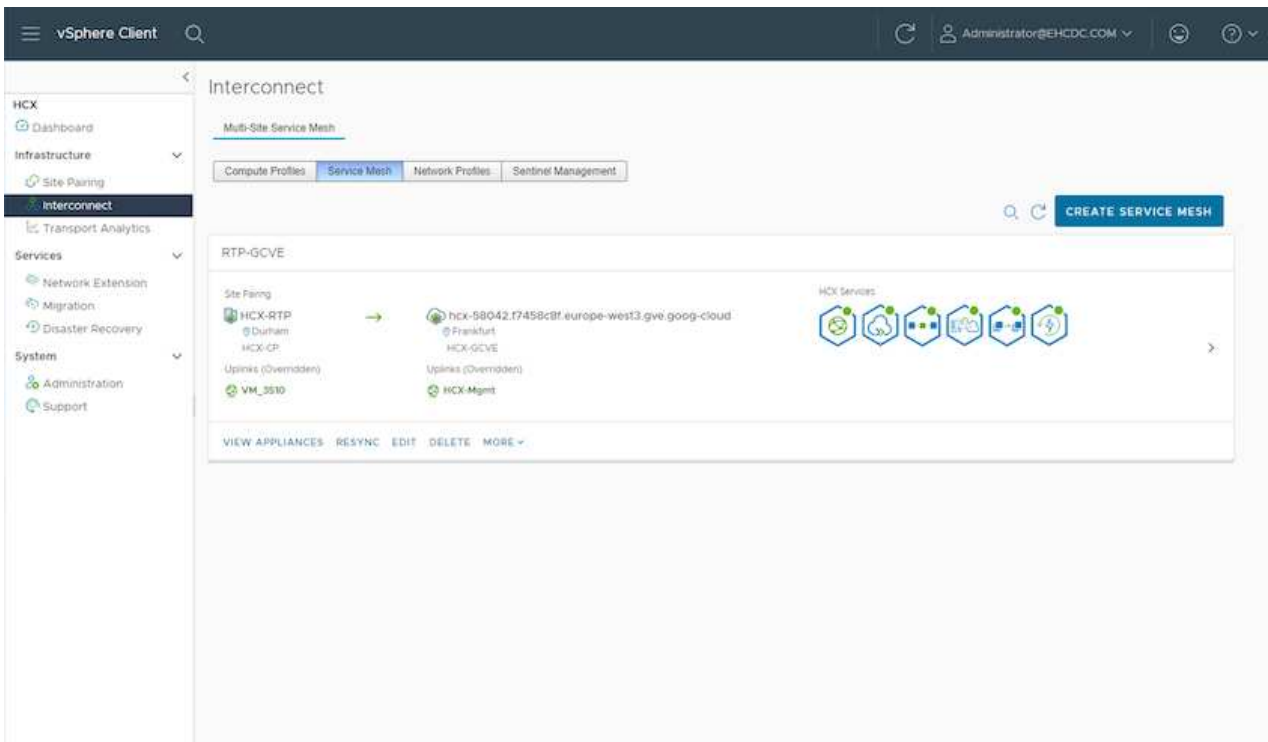 vSphere Client
Administrator@EHCDC.COM
Interconnect
HCX
Dashboard
Infrastructure
Site Pairing
Interconnect
Transport Analytics
Services
Network Extension
Migration
Disaster Recovery
System
Administration
Support
Multi-Site Service Mesh
Compute Profiles Service Mesh Network Profiles Sentinel Management
CREATE SERVICE MESH
RTP-GCVE
Site Pairing
HCX Services
HCX-RTP → hcx-58042.f7458c8f.europe-west3.gve.goog-cloud
Durham Frankfurt
HCX-CP HCX-GCVE
Uplinks (Overridden) Uplinks (Overridden)
VM_3510 HCX-Mgmt
VIEW APPLIANCES RESYNC EDIT DELETE MORE